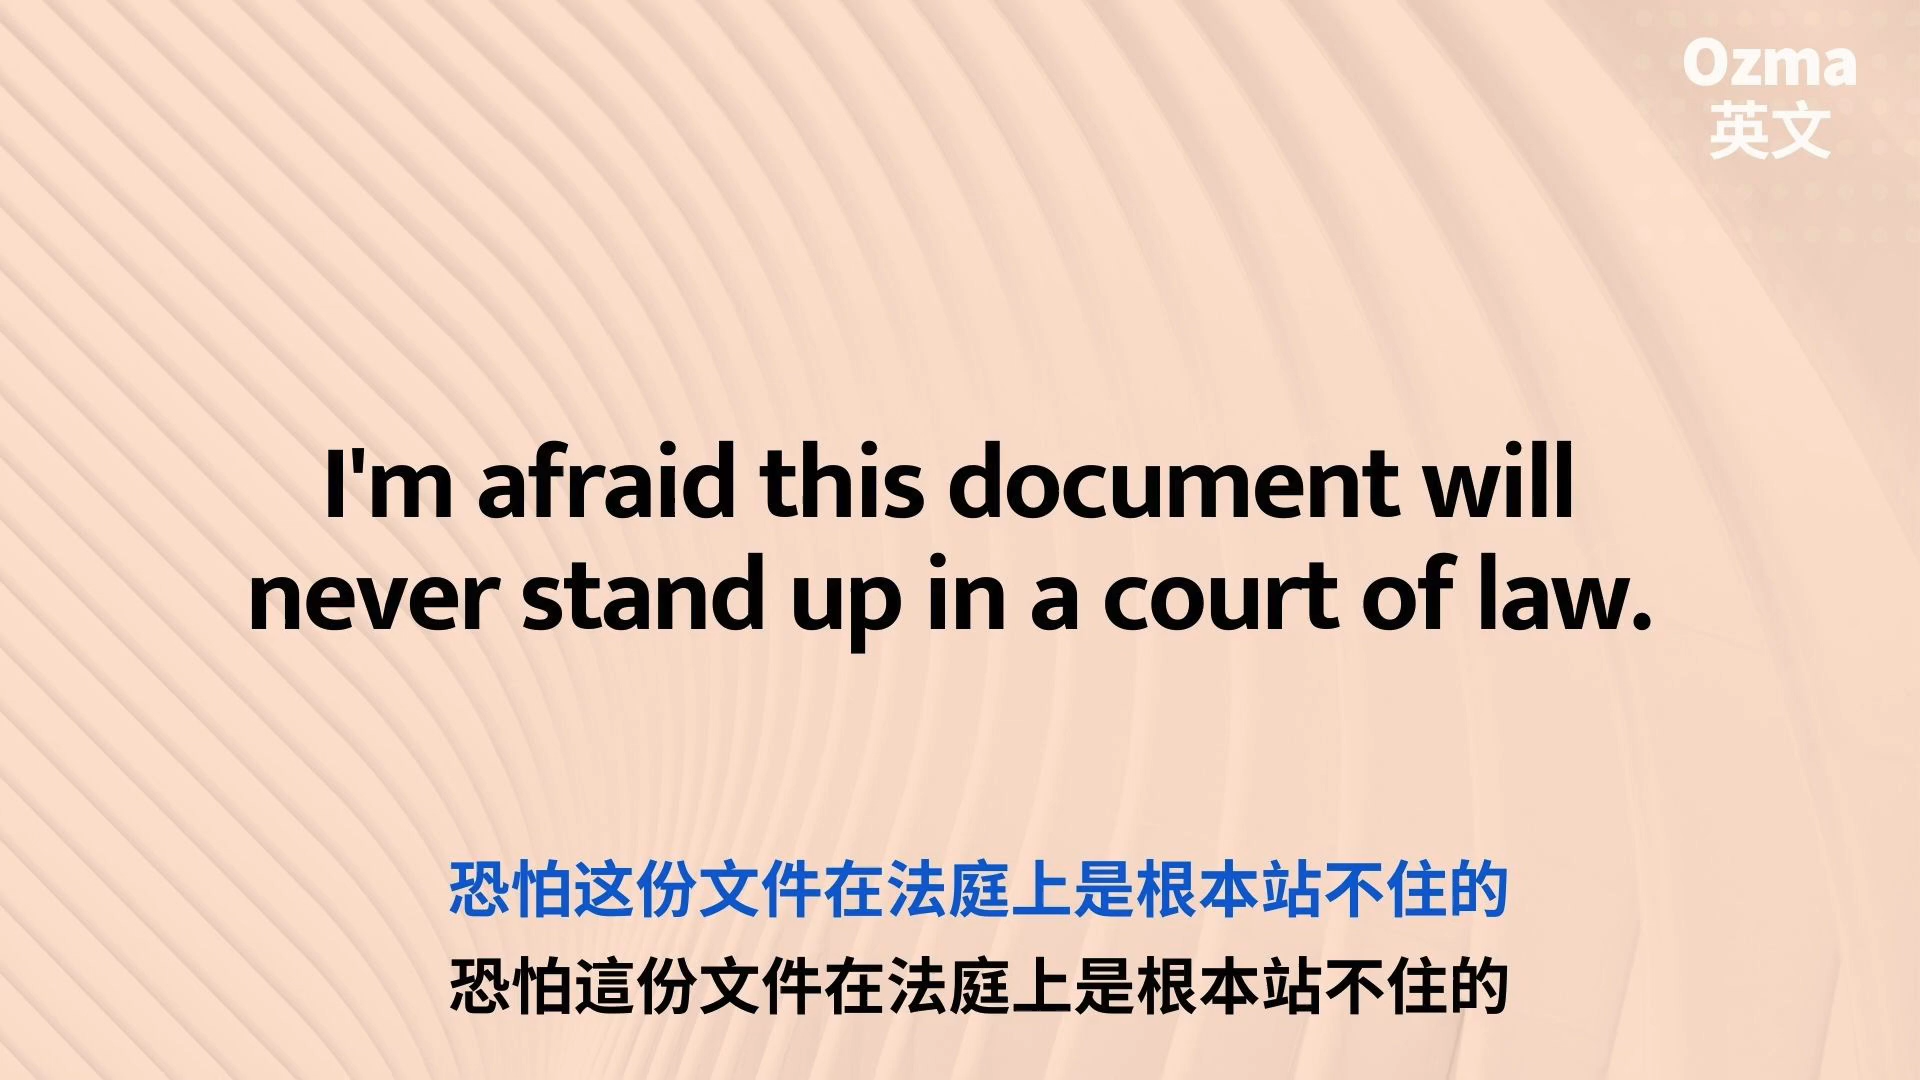 Ozma
英文
I'm afraid this document will
never stand up in a court of law.
恐怕这份文件在法庭上是根本站不住的
恐怕這份文件在法庭上是根本站不住的